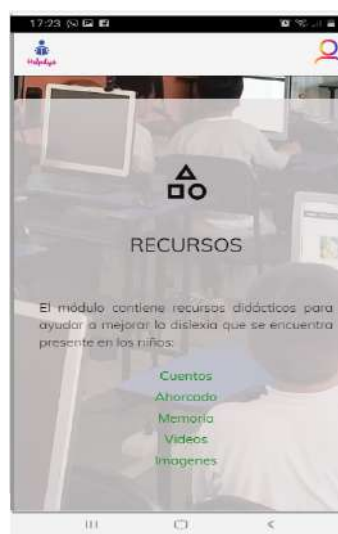 17:23
Helpdys
RECURSOS
El módulo contiene recursos didácticos para
ayudar a mejorar la dislexia que se encuentra
presente en los niños:
Cuentos
Ahorcado
Memoria
Videos
Imagenes